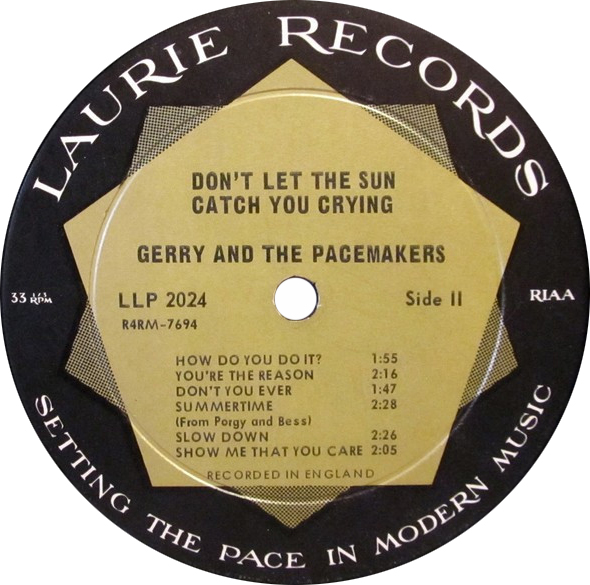 LAURIE RECORDS
DON'T LET THE SUN
CATCH YOU CRYING
GERRY AND THE PACEMAKERS
33 1/3 RPM
RIAA
LLP 2024
Side II
R4RM-7694
HOW DO YOU DO IT? 1:55
YOU'RE THE REASON 2:16
DON'T YOU EVER 1:47
SUMMERTIME 2:28
(From Porgy and Bess)
SLOW DOWN 2:26
SHOW ME THAT YOU CARE 2:05
RECORDED IN ENGLAND
SETTING THE PACE IN MODERN MUSIC